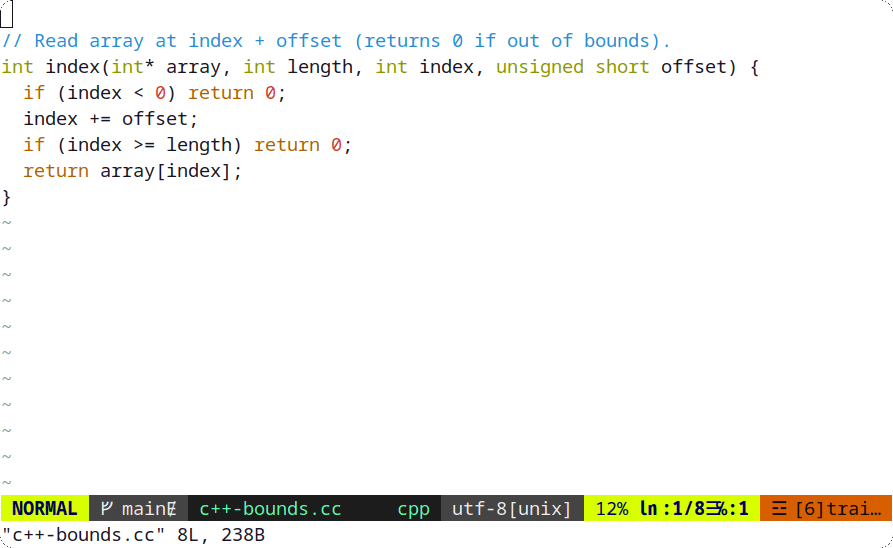 // Read array at index + offset (returns 0 if out of bounds).
int index(int* array, int length, int index, unsigned short offset) {
  if (index < 0) return 0;
  index += offset;
  if (index >= length) return 0;
  return array[index];
}
~
~
~
~
~
~
~
~
~
~
~
NORMAL main c++-bounds.cc cpp utf-8[unix] 12% ln:1/8☰%:1 ☲ [6]trai…
"c++-bounds.cc" 8L, 238B